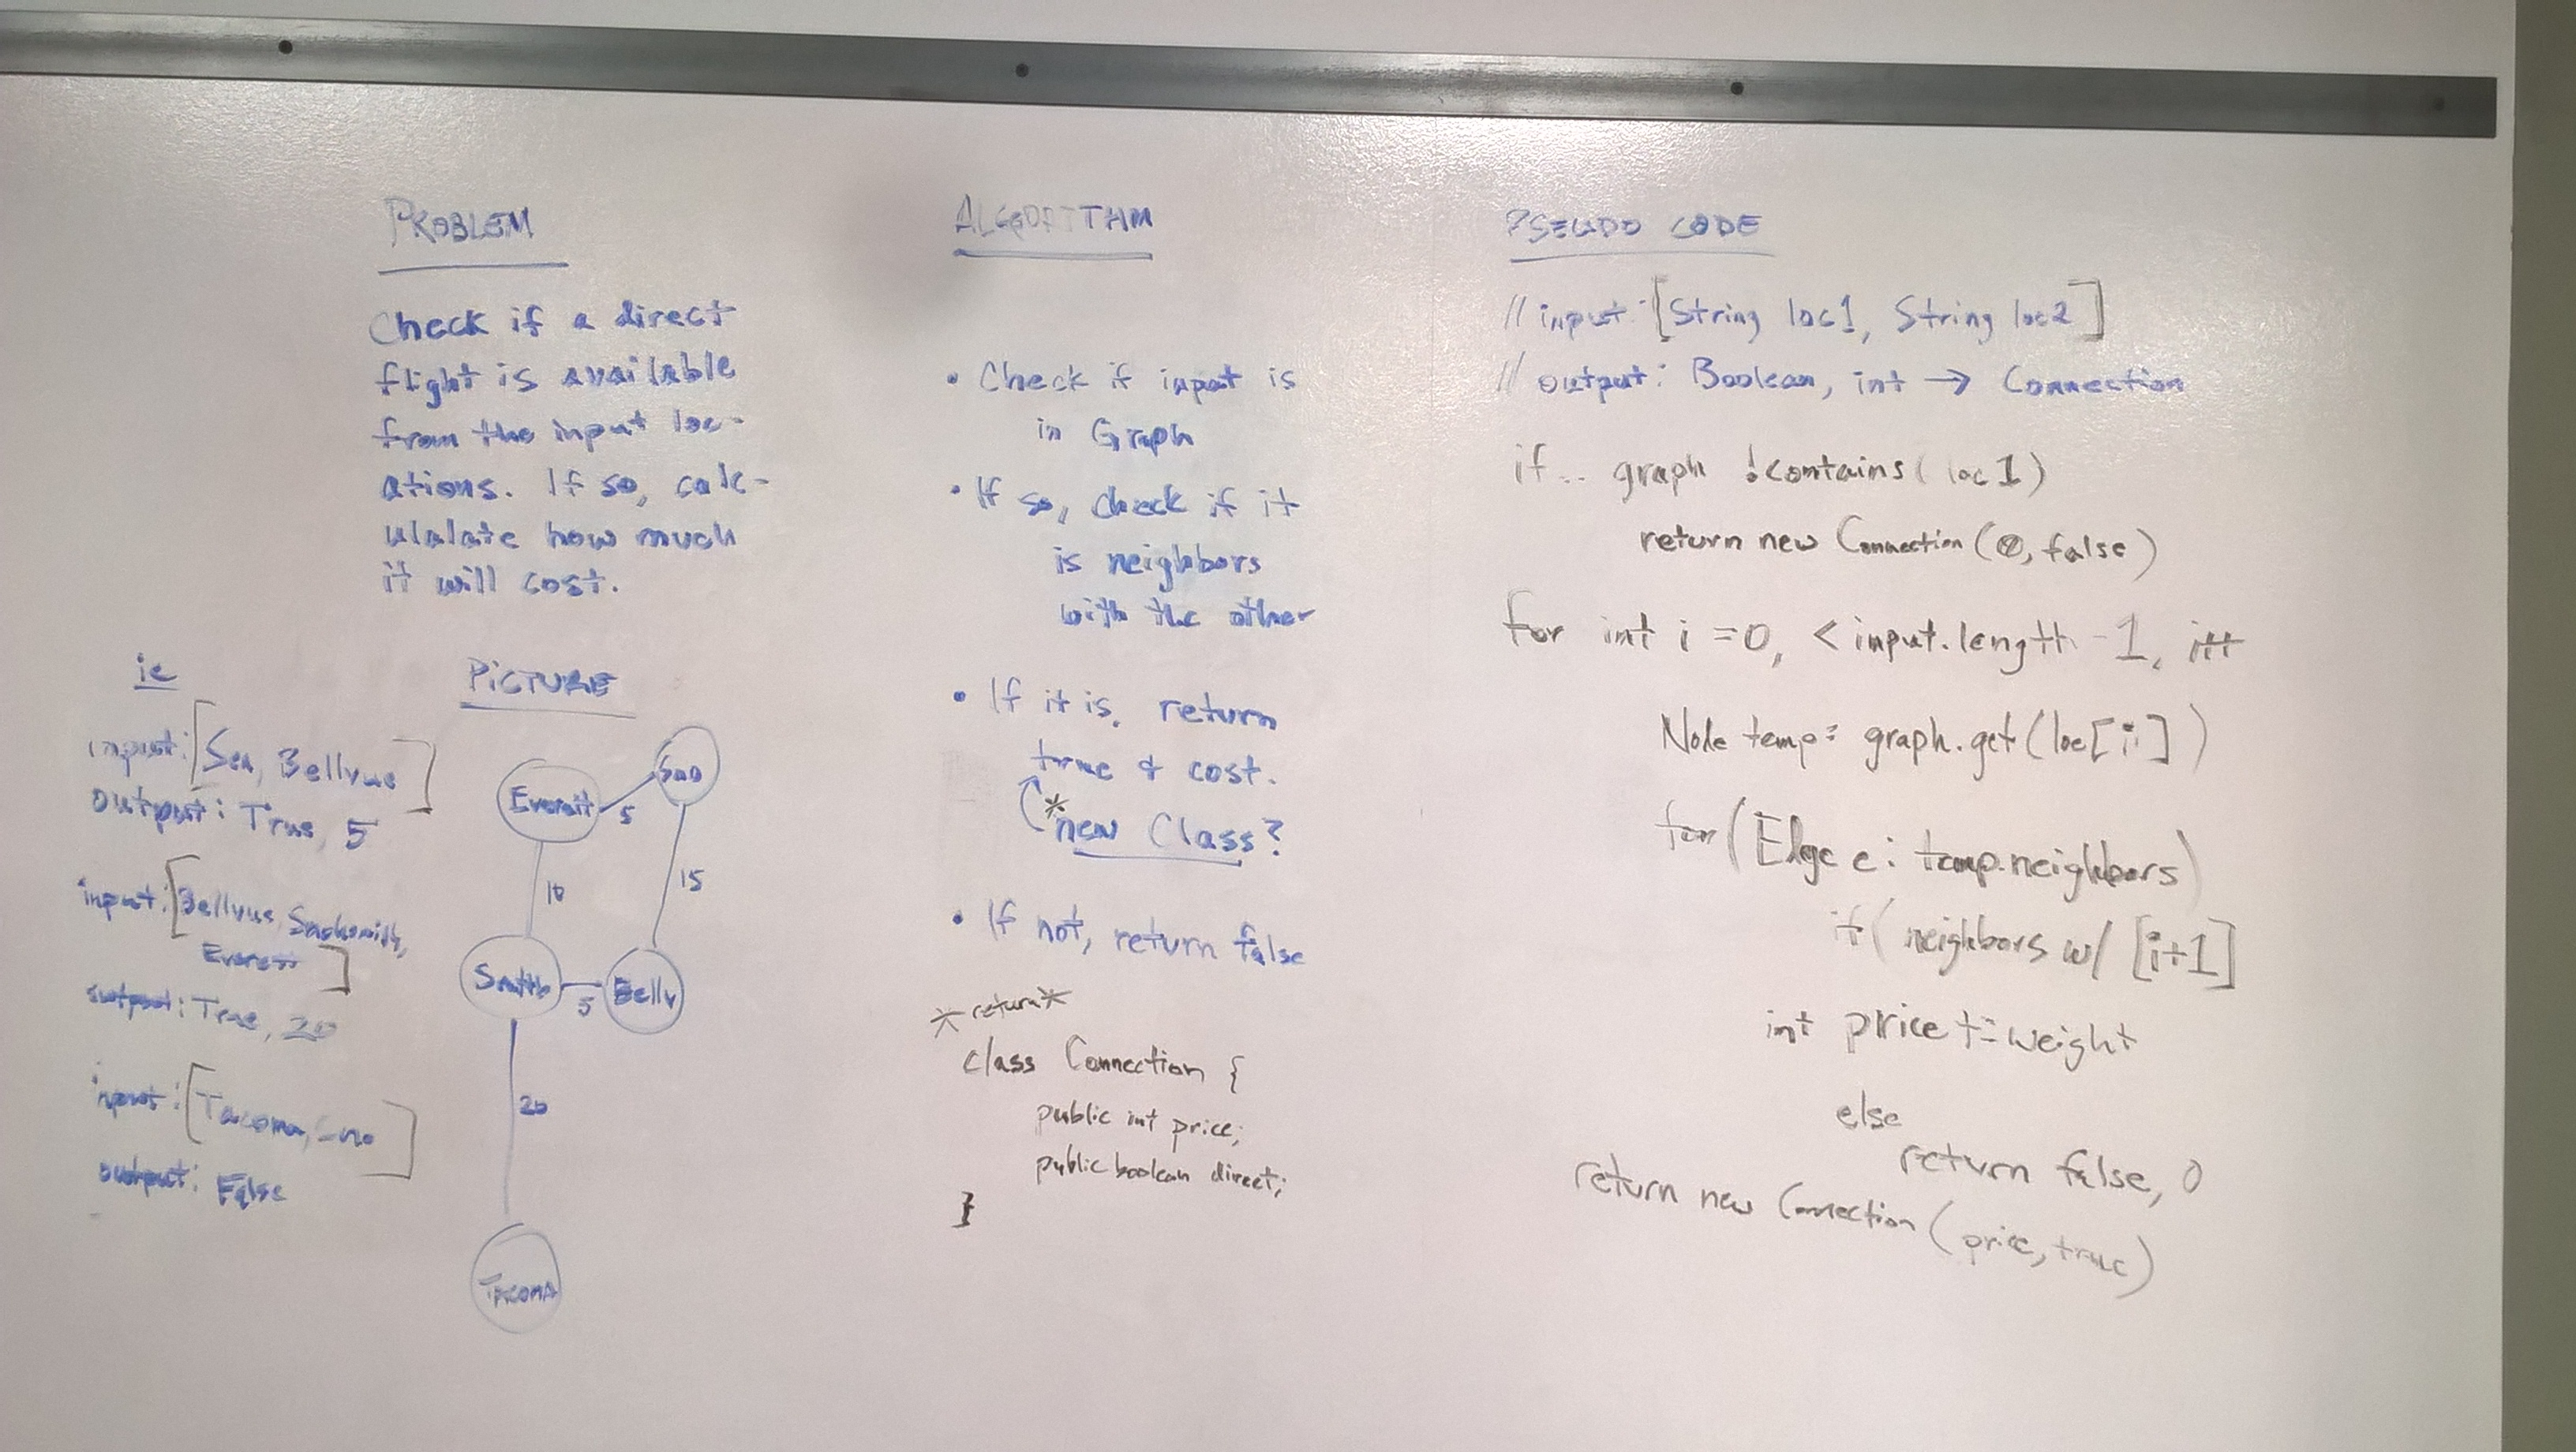 PROBLEM
Check if a direct
flight is available
from the input loc-
ations. If so, calc-
ulalate how much
it will cost.
ie
input: [Sea, Bellvue]
output: True, 5
input: [Bellvue, Snohomish,
Everett]
output: True, 20
input: [Tacoma, Sno]
output: False
PICTURE
Sno
Everett
5
10
15
Seattle
5
Bellv
20
TACOMA
ALGORITHM
• Check if input is
in Graph
• If so, check if it
is neighbors
with the other
• If it is, return
true & cost.
*new Class?
• If not, return false
*return*
class Connection {
public int price;
public boolean direct;
}
PSEUDO CODE
// input: [String loc1, String loc2]
// output: Boolean, int → Connection
if.. graph !contains(loc1)
return new Connection(0, false)
for int i = 0, < input.length - 1, i++
Node temp = graph.get(loc[i])
for(Edge e: temp.neighbors)
if( neighbors w/ [i+1]
int price += weight
else
return false, 0
return new Connection(price, true)